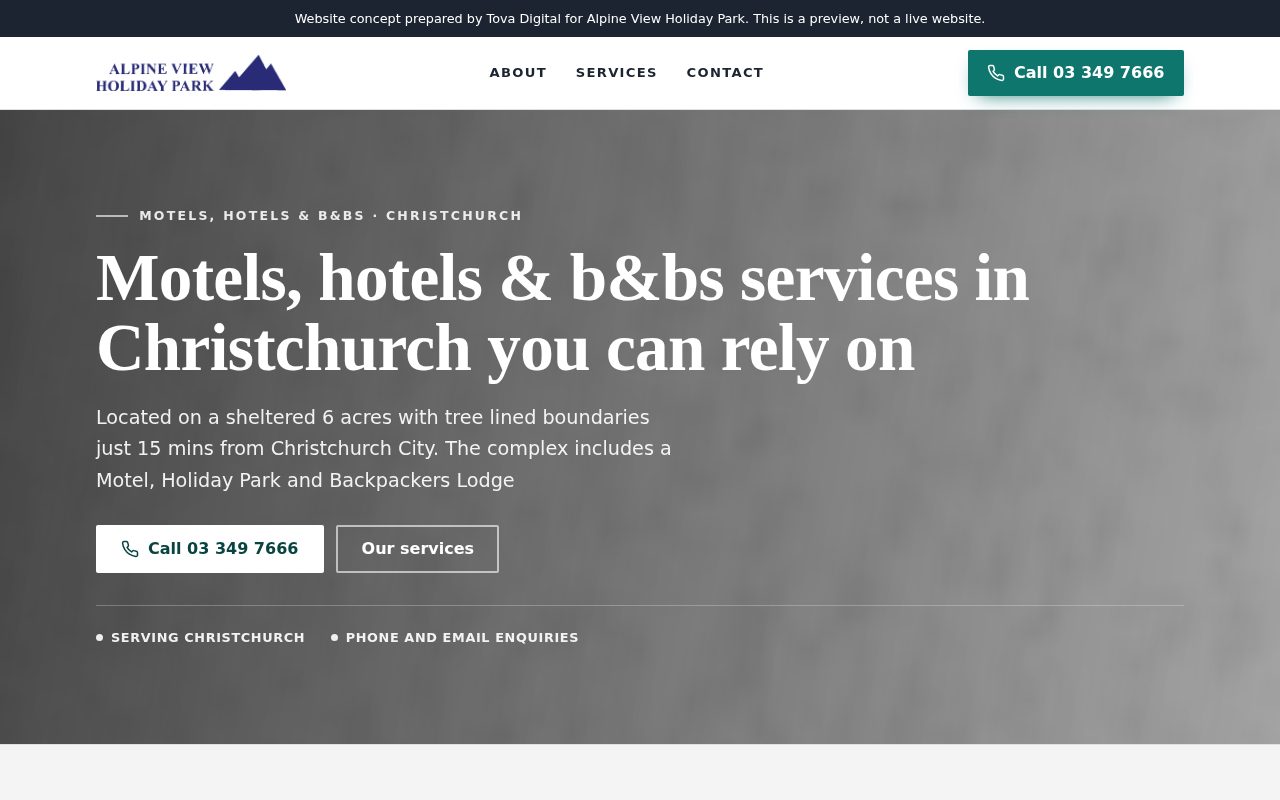 Website concept prepared by Tova Digital for Alpine View Holiday Park. This is a preview, not a live website.
ALPINE VIEW
HOLIDAY PARK
ABOUT
SERVICES
CONTACT
Call 03 349 7666
MOTELS, HOTELS & B&BS · CHRISTCHURCH
Motels, hotels & b&bs services in
Christchurch you can rely on
Located on a sheltered 6 acres with tree lined boundaries
just 15 mins from Christchurch City. The complex includes a
Motel, Holiday Park and Backpackers Lodge
Call 03 349 7666
Our services
SERVING CHRISTCHURCH
PHONE AND EMAIL ENQUIRIES